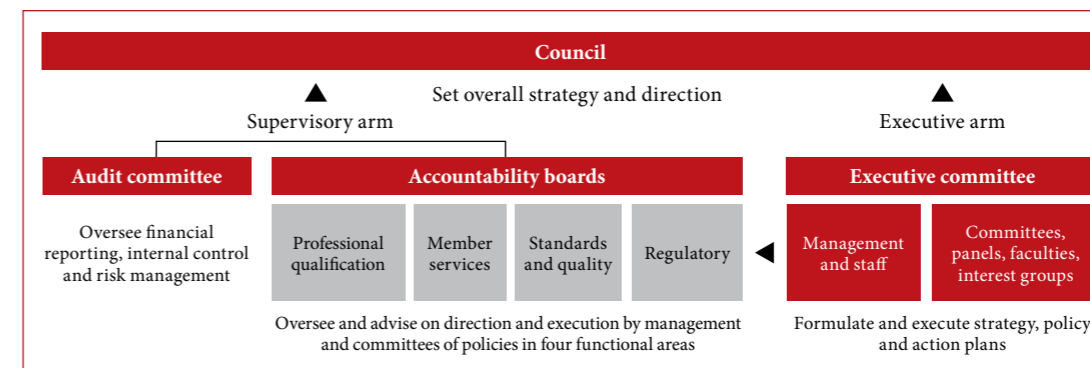 Council
Set overall strategy and direction
Supervisory arm
Executive arm
Audit committee
Oversee financial
reporting, internal control
and risk management
Accountability boards
Professional
qualification
Member
services
Standards
and quality
Regulatory
Oversee and advise on direction and execution by management
and committees of policies in four functional areas
Executive committee
Management
and staff
Committees,
panels, faculties,
interest groups
Formulate and execute strategy, policy
and action plans